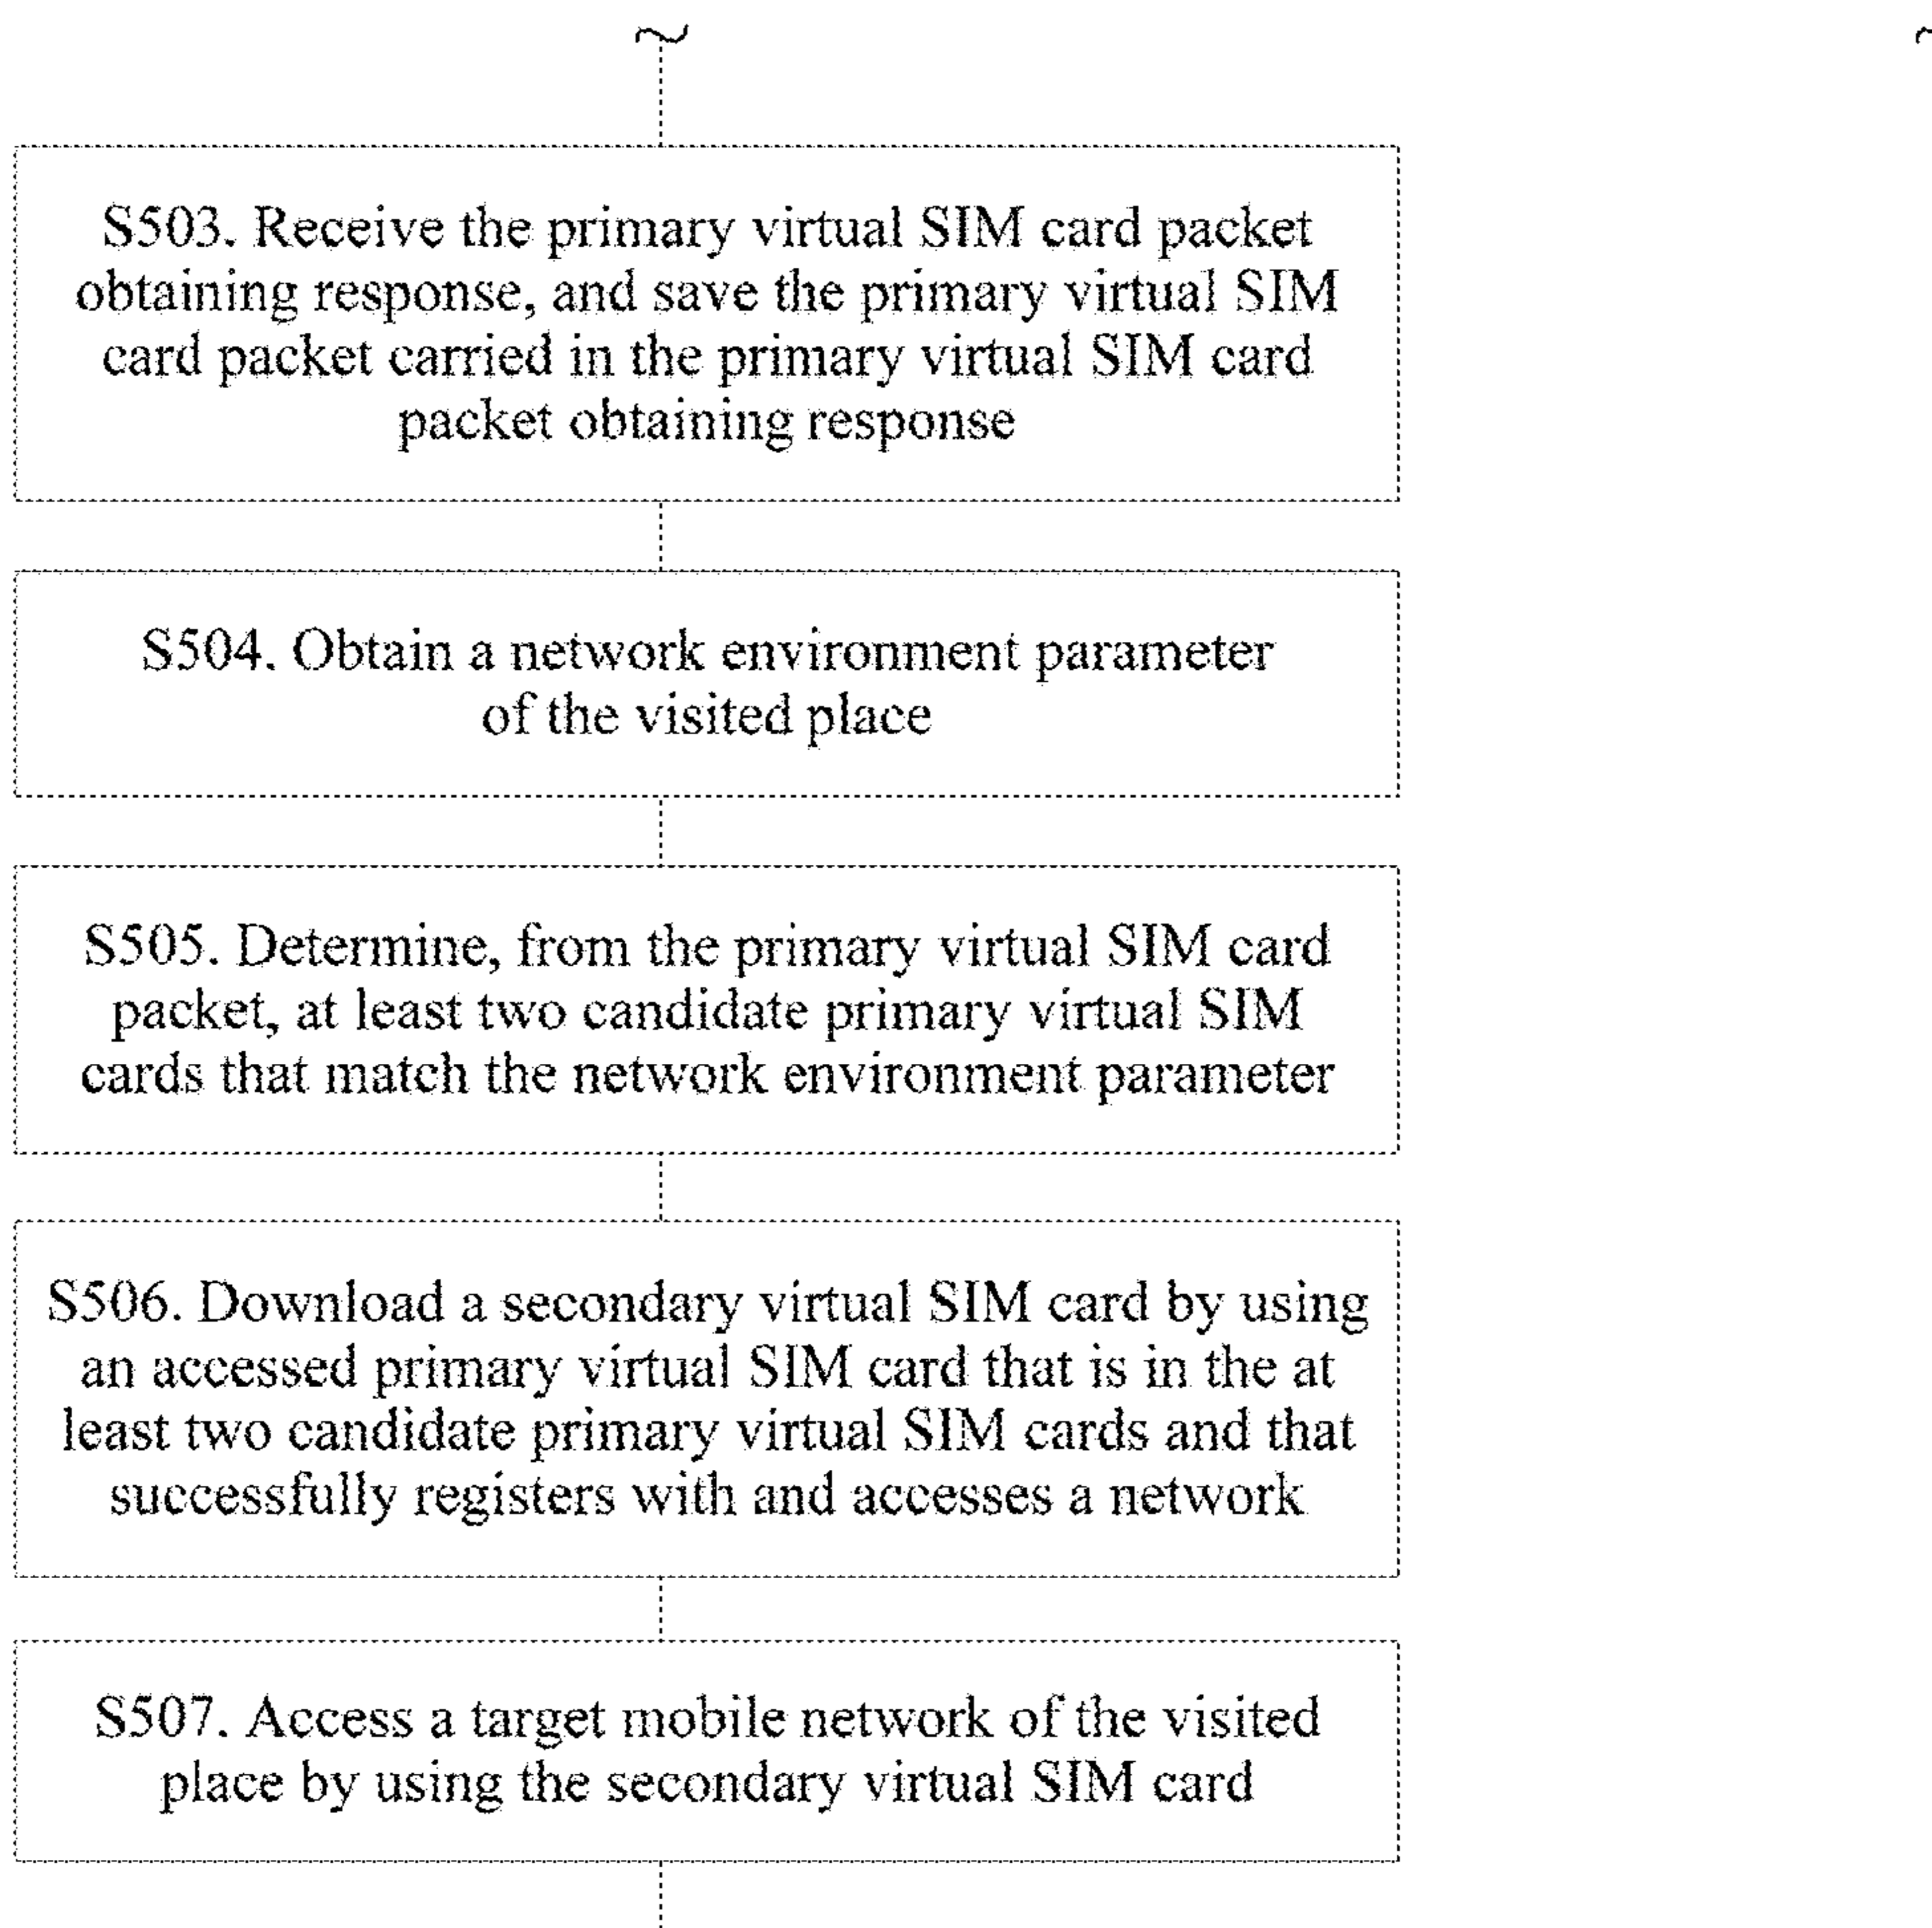 S503. Receive the primary virtual SIM card packet
obtaining response, and save the primary virtual SIM
card packet carried in the primary virtual SIM card
packet obtaining response
S504. Obtain a network environment parameter
of the visited place
S505. Determine, from the primary virtual SIM card
packet, at least two candidate primary virtual SIM
cards that match the network environment parameter
S506. Download a secondary virtual SIM card by using
an accessed primary virtual SIM card that is in the at
least two candidate primary virtual SIM cards and that
successfully registers with and accesses a network
S507. Access a target mobile network of the visited
place by using the secondary virtual SIM card